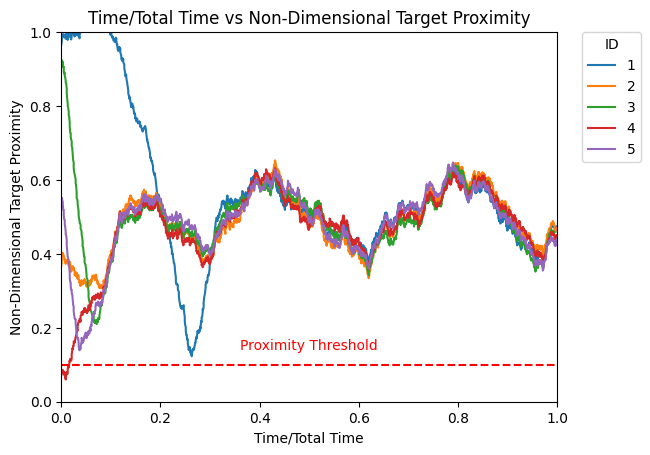 Time/Total Time vs Non-Dimensional Target Proximity
ID
1
2
3
4
5
Non-Dimensional Target Proximity
1.0
0.8
0.6
0.4
0.2
0.0
Proximity Threshold
0.0 0.2 0.4 0.6 0.8 1.0
Time/Total Time